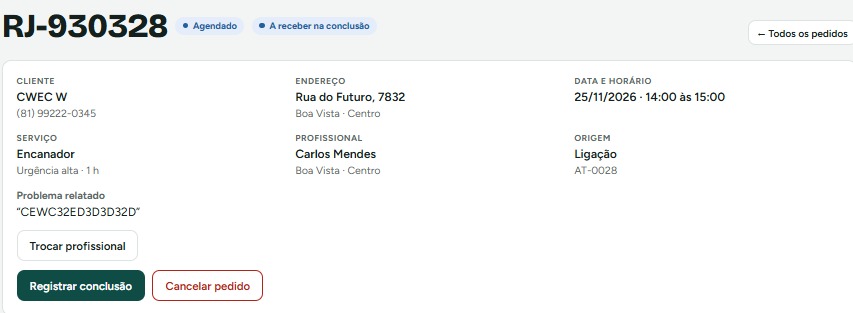 RJ-930328 Agendado A receber na conclusão
← Todos os pedidos
CLIENTE
CWEC W
(81) 99222-0345
ENDEREÇO
Rua do Futuro, 7832
Boa Vista · Centro
DATA E HORÁRIO
25/11/2026 · 14:00 às 15:00
SERVIÇO
Encanador
Urgência alta · 1 h
PROFISSIONAL
Carlos Mendes
Boa Vista · Centro
ORIGEM
Ligação
AT-0028
Problema relatado
“CEWC32ED3D3D32D”
Trocar profissional
Registrar conclusão
Cancelar pedido